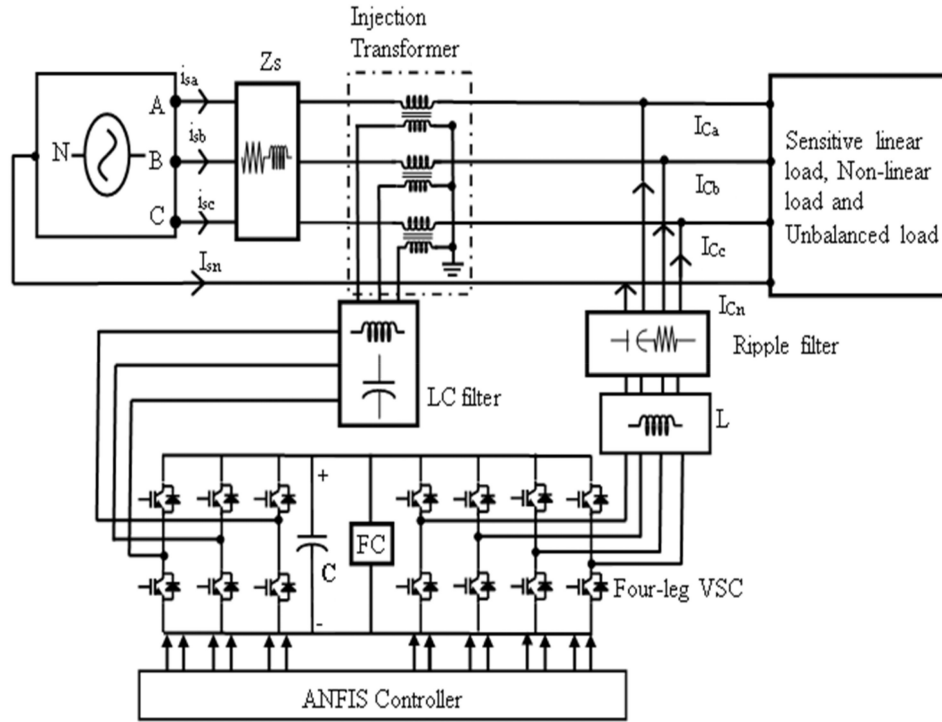 Injection
Transformer
Zs
isa
A
ICa
N
isb
B
Sensitive linear
load, Non-linear
load and
Unbalanced load
ICb
isc
C
ICc
Isn
ICn
Ripple filter
LC filter
L
+
C
FC
-
Four-leg VSC
ANFIS Controller